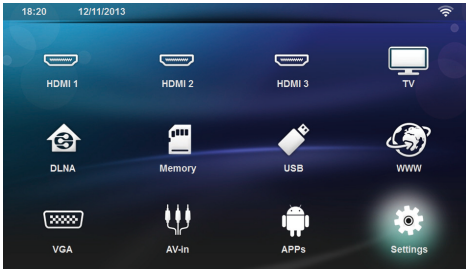 18:20 12/11/2013
HDMI 1 HDMI 2 HDMI 3 TV
DLNA Memory USB WWW
VGA AV-in APPs Settings